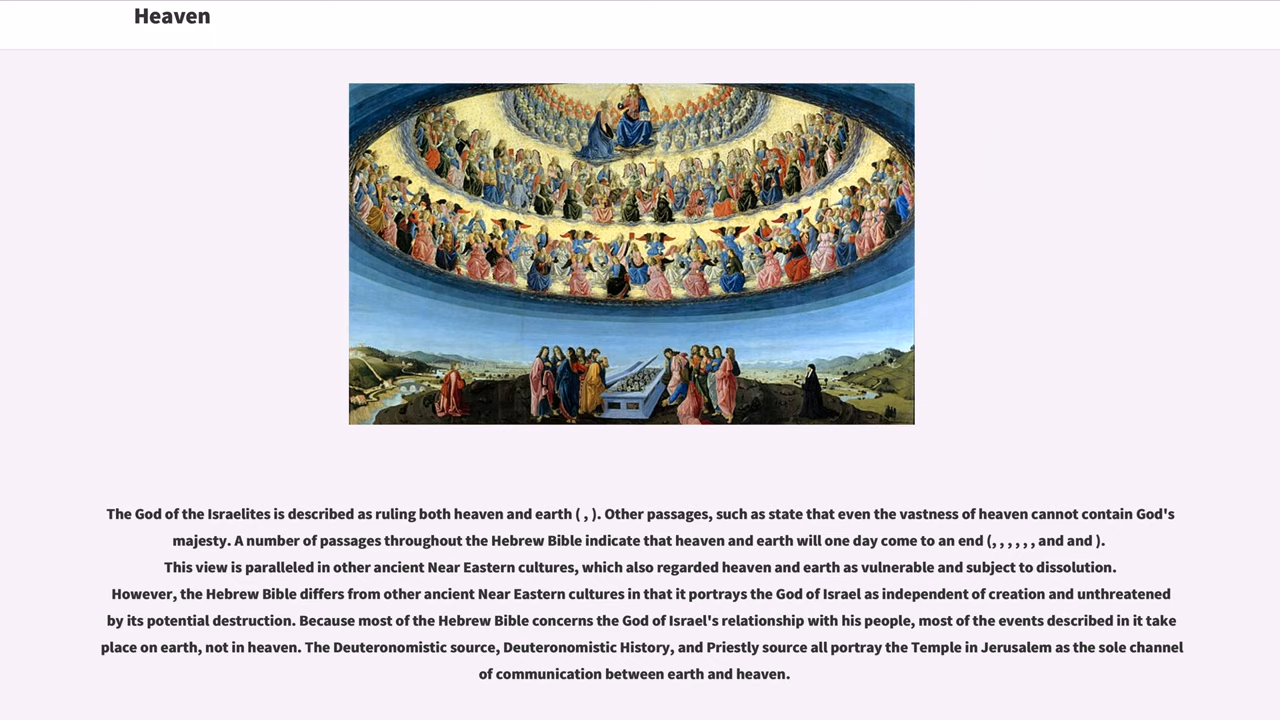 Heaven
The God of the Israelites is described as ruling both heaven and earth ( , ). Other passages, such as state that even the vastness of heaven cannot contain God's
majesty. A number of passages throughout the Hebrew Bible indicate that heaven and earth will one day come to an end (, , , , , , and and ).
This view is paralleled in other ancient Near Eastern cultures, which also regarded heaven and earth as vulnerable and subject to dissolution.
However, the Hebrew Bible differs from other ancient Near Eastern cultures in that it portrays the God of Israel as independent of creation and unthreatened
by its potential destruction. Because most of the Hebrew Bible concerns the God of Israel's relationship with his people, most of the events described in it take
place on earth, not in heaven. The Deuteronomistic source, Deuteronomistic History, and Priestly source all portray the Temple in Jerusalem as the sole channel
of communication between earth and heaven.